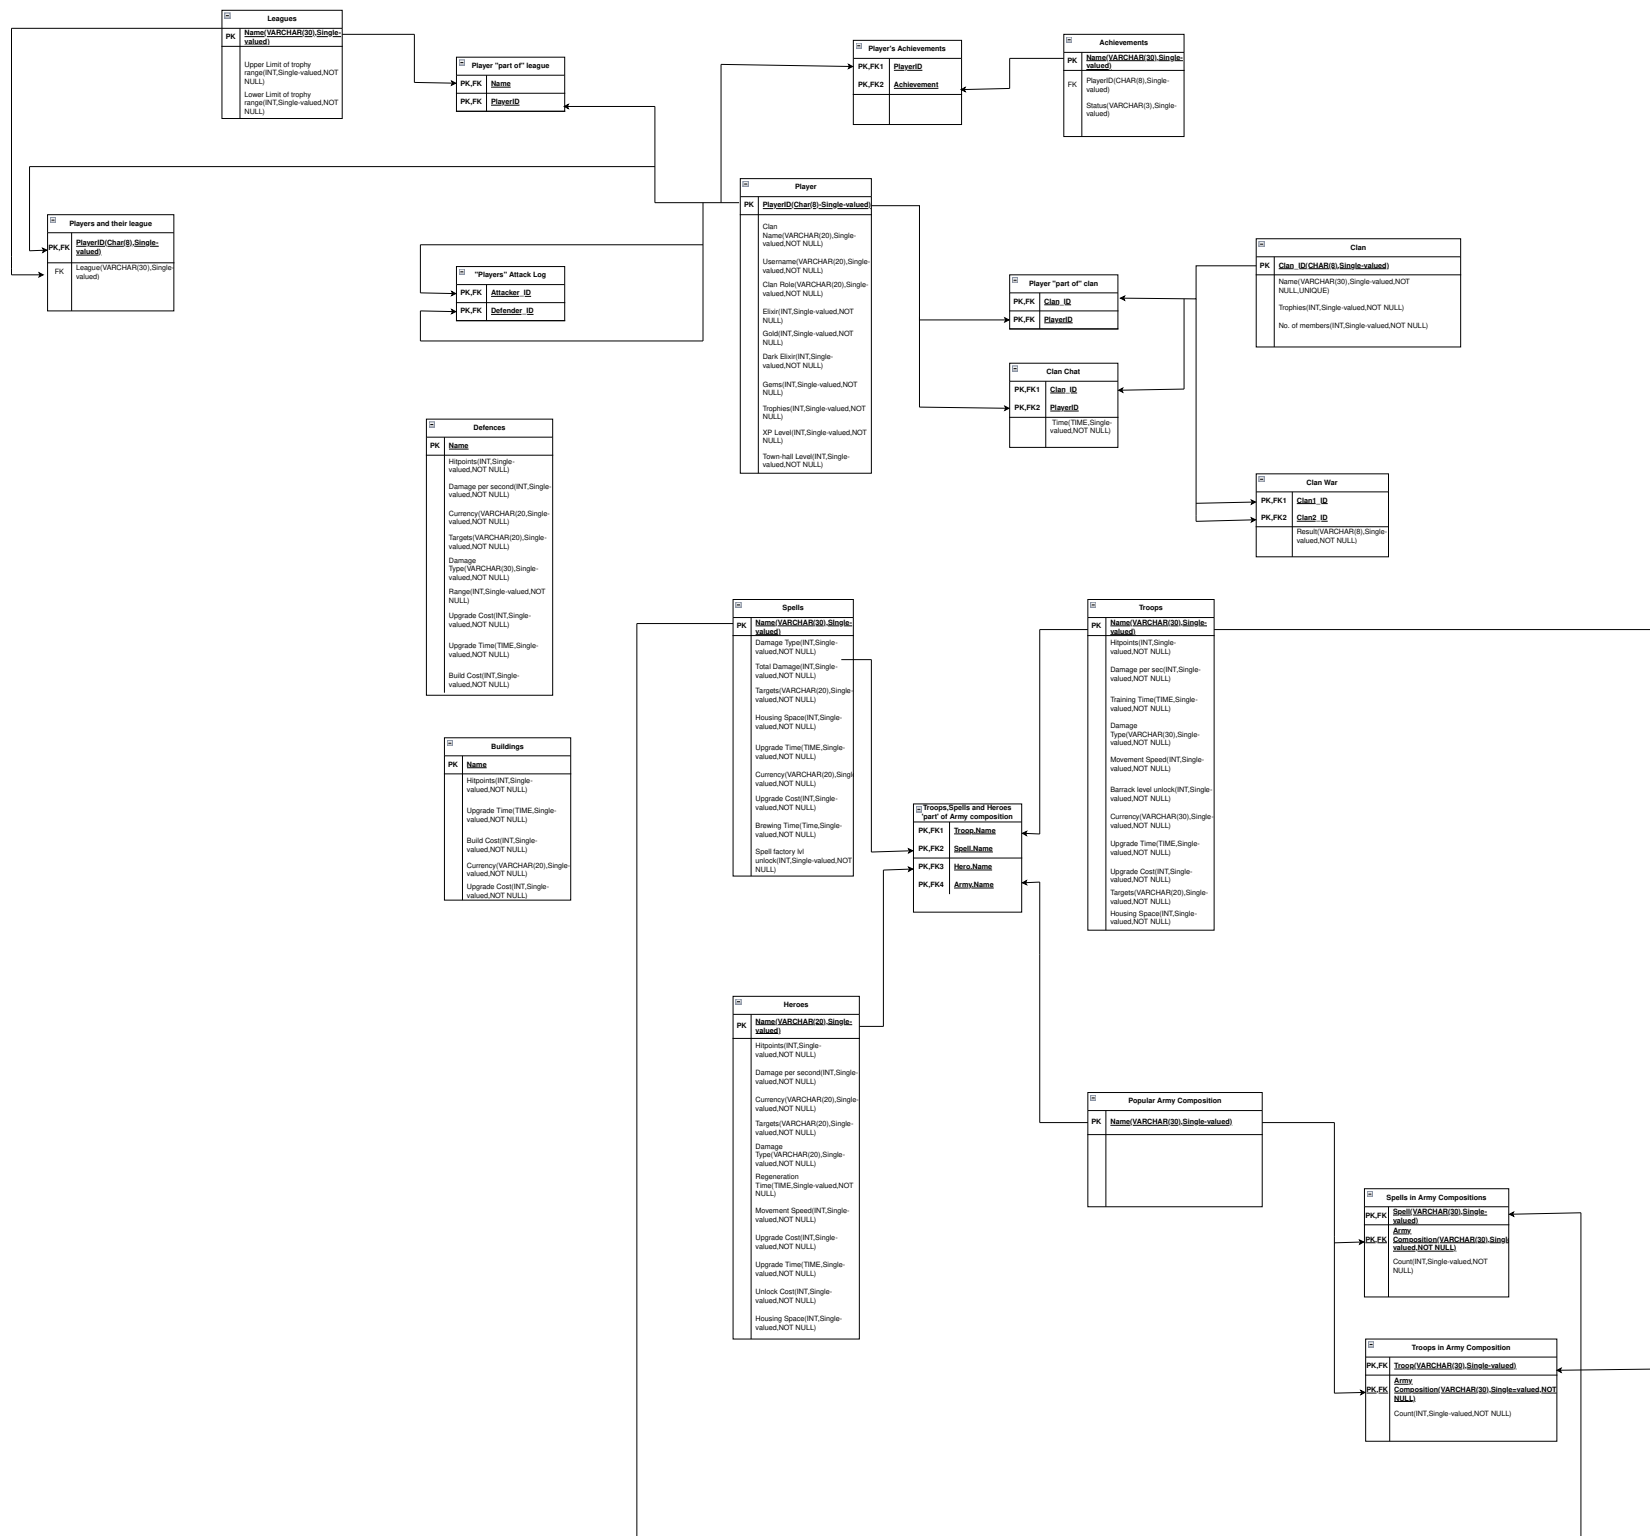 Leagues
PK
Name(VARCHAR(30),Single-
valued)
Upper Limit of trophy
range(INT,Single-valued,NOT
NULL)
Lower Limit of trophy
range(INT,Single-valued,NOT
NULL)
Player "part of" league
PK,FK Name
PK,FK PlayerID
Player's Achievements
PK,FK1 PlayerID
PK,FK2 Achievement
Achievements
PK
Name(VARCHAR(30),Single-
valued)
FK
PlayerID(CHAR(8),Single-
valued)
Status(VARCHAR(3),Single-
valued)
Players and their league
PK,FK
PlayerID(Char(8),Single-
valued)
FK
League(VARCHAR(30),Single-
valued)
"Players" Attack Log
PK,FK Attacker_ID
PK,FK Defender_ID
Player
PK PlayerID(Char(8)-Single-valued)
Clan
Name(VARCHAR(20),Single-
valued,NOT NULL)
Username(VARCHAR(20),Single-
valued,NOT NULL)
Clan Role(VARCHAR(20),Single-
valued,NOT NULL)
Elixir(INT,Single-valued,NOT
NULL)
Gold(INT,Single-valued,NOT
NULL)
Dark Elixir(INT,Single-
valued,NOT NULL)
Gems(INT,Single-valued,NOT
NULL)
Trophies(INT,Single-valued,NOT
NULL)
XP Level(INT,Single-valued,NOT
NULL)
Town-hall Level(INT,Single-
valued,NOT NULL)
Player "part of" clan
PK,FK Clan_ID
PK,FK PlayerID
Clan Chat
PK,FK1 Clan_ID
PK,FK2 PlayerID
Time(TIME,Single-
valued,NOT NULL)
Clan
PK Clan_ID(CHAR(8),Single-valued)
Name(VARCHAR(30),Single-valued,NOT
NULL,UNIQUE)
Trophies(INT,Single-valued,NOT NULL)
No. of members(INT,Single-valued,NOT NULL)
Clan War
PK,FK1 Clan1_ID
PK,FK2 Clan2_ID
Result(VARCHAR(8),Single-
valued,NOT NULL)
Defences
PK Name
Hitpoints(INT,Single-
valued,NOT NULL)
Damage per second(INT,Single-
valued,NOT NULL)
Currency(VARCHAR(20,Single-
valued,NOT NULL)
Targets(VARCHAR(20),Single-
valued,NOT NULL)
Damage
Type(VARCHAR(30),Single-
valued,NOT NULL)
Range(INT,Single-valued,NOT
NULL)
Upgrade Cost(INT,Single-
valued,NOT NULL)
Upgrade Time(TIME,Single-
valued,NOT NULL)
Build Cost(INT,Single-
valued,NOT NULL)
Buildings
PK Name
Hitpoints(INT,Single-
valued,NOT NULL)
Upgrade Time(TIME,Single-
valued,NOT NULL)
Build Cost(INT,Single-
valued,NOT NULL)
Currency(VARCHAR(20),Single-
valued,NOT NULL)
Upgrade Cost(INT,Single-
valued,NOT NULL)
Spells
PK
Name(VARCHAR(30),Single-
valued)
Damage Type(INT,Single-
valued,NOT NULL)
Total Damage(INT,Single-
valued,NOT NULL)
Targets(VARCHAR(20),Single-
valued,NOT NULL)
Housing Space(INT,Single-
valued,NOT NULL)
Upgrade Time(TIME,Single-
valued,NOT NULL)
Currency(VARCHAR(20),Singl
valued,NOT NULL)
Upgrade Cost(INT,Single-
valued,NOT NULL)
Brewing Time(Time,Single-
valued,NOT NULL)
Spell factory lvl
unlock(INT,Single-valued,NOT
NULL)
Troops
PK
Name(VARCHAR(30),Single-
valued)
Hitpoints(INT,Single-
valued,NOT NULL)
Damage per sec(INT,Single-
valued,NOT NULL)
Training Time(TIME,Single-
valued,NOT NULL)
Damage
Type(VARCHAR(30),Single-
valued,NOT NULL)
Movement Speed(INT,Single-
valued,NOT NULL)
Barrack level unlock(INT,Single-
valued,NOT NULL)
Currency(VARCHAR(30),Single-
valued,NOT NULL)
Upgrade Time(TIME,Single-
valued,NOT NULL)
Upgrade Cost(INT,Single-
valued,NOT NULL)
Targets(VARCHAR(20),Single-
valued,NOT NULL)
Housing Space(INT,Single-
valued,NOT NULL)
Troops,Spells and Heroes
'part' of Army composition
PK,FK1 Troop.Name
PK,FK2 Spell.Name
PK,FK3 Hero.Name
PK,FK4 Army.Name
Heroes
PK
Name(VARCHAR(20),Single-
valued)
Hitpoints(INT,Single-
valued,NOT NULL)
Damage per second(INT,Single-
valued,NOT NULL)
Currency(VARCHAR(20),Single-
valued,NOT NULL)
Targets(VARCHAR(20),Single-
valued,NOT NULL)
Damage
Type(VARCHAR(20),Single-
valued,NOT NULL)
Regeneration
Time(TIME,Single-valued,NOT
NULL)
Movement Speed(INT,Single-
valued,NOT NULL)
Upgrade Cost(INT,Single-
valued,NOT NULL)
Upgrade Time(TIME,Single-
valued,NOT NULL)
Unlock Cost(INT,Single-
valued,NOT NULL)
Housing Space(INT,Single-
valued,NOT NULL)
Popular Army Composition
PK Name(VARCHAR(30),Single-valued)
Spells in Army Compositions
PK,FK
Spell(VARCHAR(30),Single-
valued)
PK,FK
Army
Composition(VARCHAR(30),Singl
valued,NOT NULL)
Count(INT,Single-valued,NOT
NULL)
Troops in Army Composition
PK,FK Troop(VARCHAR(30),Single-valued)
PK,FK
Army
Composition(VARCHAR(30),Single=valued,NOT
NULL)
Count(INT,Single-valued,NOT NULL)